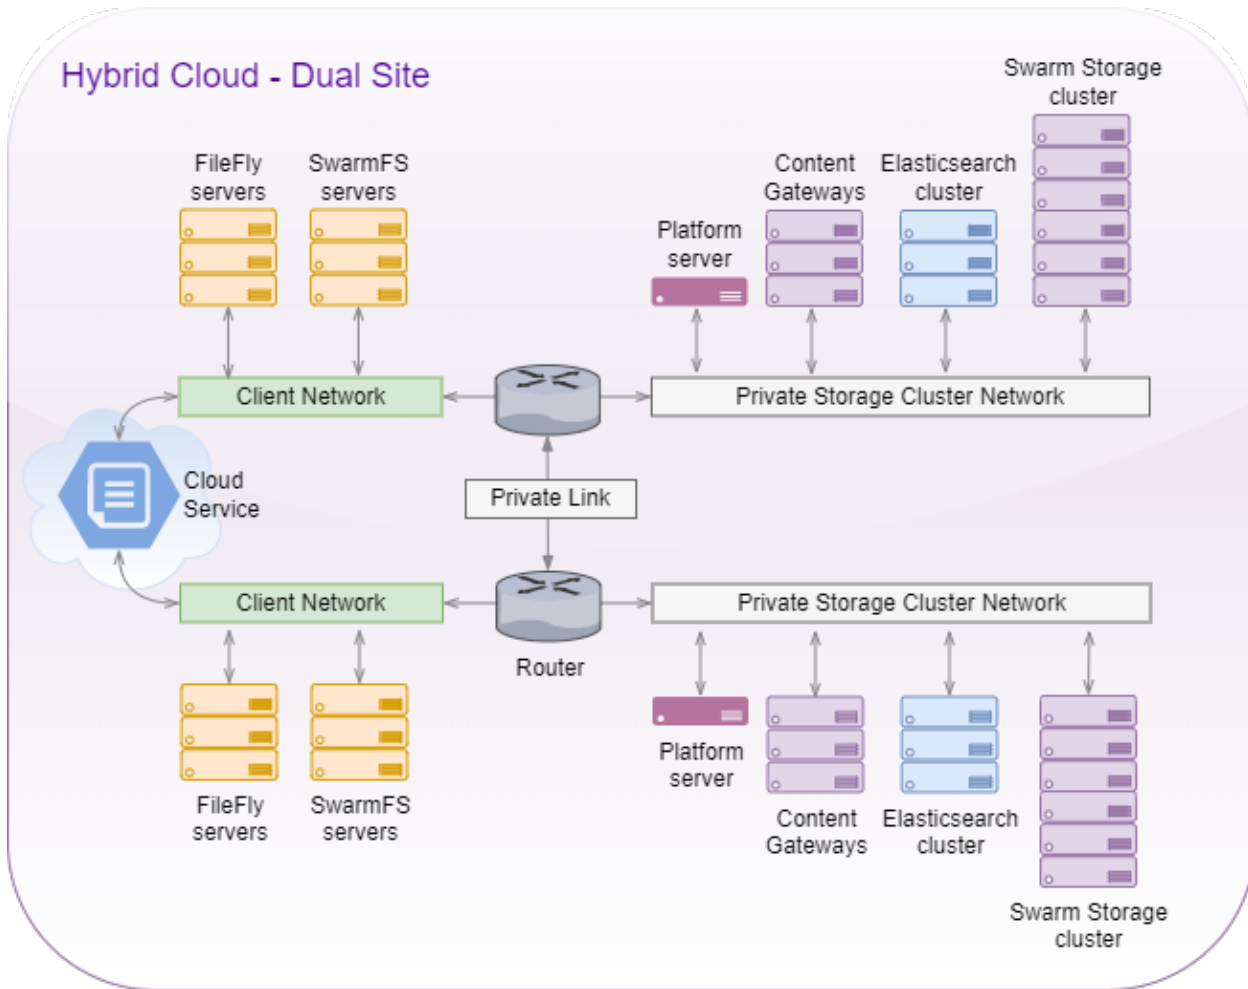 Hybrid Cloud - Dual Site
Swarm Storage
cluster
FileFly
servers
SwarmFS
servers
Content
Gateways
Elasticsearch
cluster
Platform
server
Client Network
Private Storage Cluster Network
Cloud
Service
Private Link
Client Network
Private Storage Cluster Network
Router
Platform
server
FileFly
servers
SwarmFS
servers
Content
Gateways
Elasticsearch
cluster
Swarm Storage
cluster